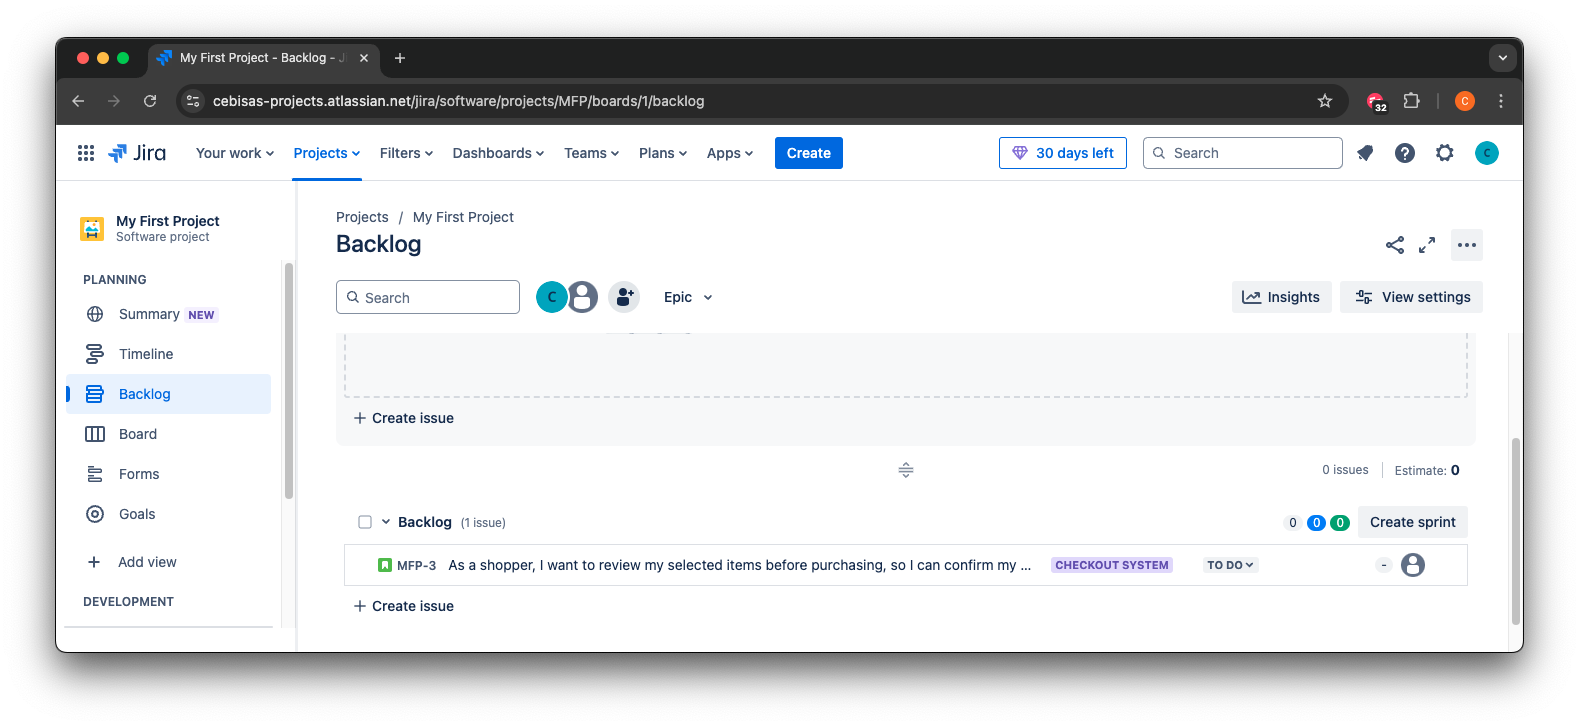 My First Project - Backlog - J
cebisas-projects.atlassian.net/jira/software/projects/MFP/boards/1/backlog
32
C
Jira
Your work
Projects
Filters
Dashboards
Teams
Plans
Apps
Create
30 days left
Search
C
My First Project
Software project
PLANNING
Summary NEW
Timeline
Backlog
Board
Forms
Goals
Add view
DEVELOPMENT
Projects / My First Project
Backlog
Search
C
Epic
Insights
View settings
Create issue
0 issues
Estimate: 0
Backlog (1 issue)
0 0 0
Create sprint
MFP-3 As a shopper, I want to review my selected items before purchasing, so I can confirm my ... CHECKOUT SYSTEM TO DO -
Create issue